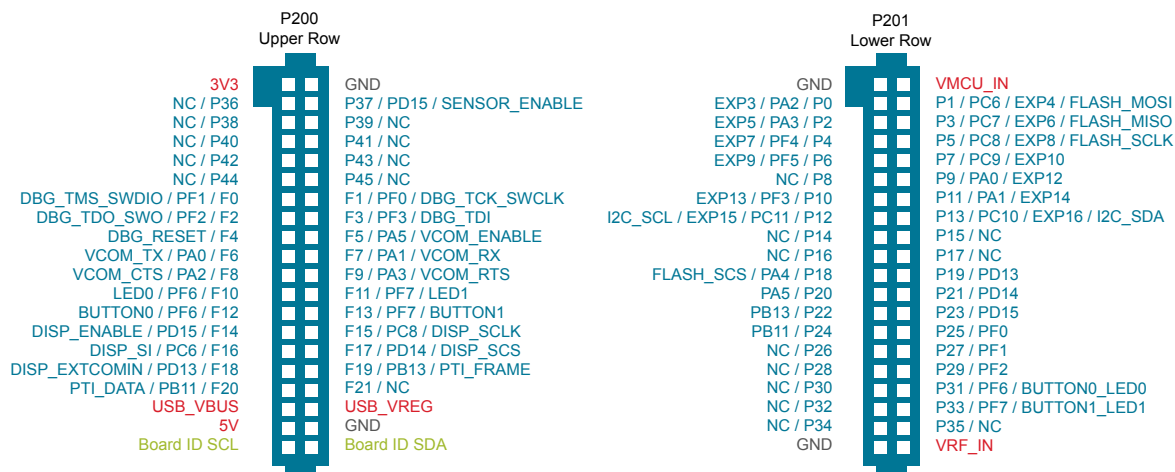 P200
Upper Row
3V3 GND
NC / P36 P37 / PD15 / SENSOR_ENABLE
NC / P38 P39 / NC
NC / P40 P41 / NC
NC / P42 P43 / NC
NC / P44 P45 / NC
DBG_TMS_SWDIO / PF1 / F0 F1 / PF0 / DBG_TCK_SWCLK
DBG_TDO_SWO / PF2 / F2 F3 / PF3 / DBG_TDI
DBG_RESET / F4 F5 / PA5 / VCOM_ENABLE
VCOM_TX / PA0 / F6 F7 / PA1 / VCOM_RX
VCOM_CTS / PA2 / F8 F9 / PA3 / VCOM_RTS
LED0 / PF6 / F10 F11 / PF7 / LED1
BUTTON0 / PF6 / F12 F13 / PF7 / BUTTON1
DISP_ENABLE / PD15 / F14 F15 / PC8 / DISP_SCLK
DISP_SI / PC6 / F16 F17 / PD14 / DISP_SCS
DISP_EXTCOMIN / PD13 / F18 F19 / PB13 / PTI_FRAME
PTI_DATA / PB11 / F20 F21 / NC
USB_VBUS USB_VREG
5V GND
Board ID SCL Board ID SDA
P201
Lower Row
GND VMCU_IN
EXP3 / PA2 / P0 P1 / PC6 / EXP4 / FLASH_MOSI
EXP5 / PA3 / P2 P3 / PC7 / EXP6 / FLASH_MISO
EXP7 / PF4 / P4 P5 / PC8 / EXP8 / FLASH_SCLK
EXP9 / PF5 / P6 P7 / PC9 / EXP10
NC / P8 P9 / PA0 / EXP12
EXP13 / PF3 / P10 P11 / PA1 / EXP14
I2C_SCL / EXP15 / PC11 / P12 P13 / PC10 / EXP16 / I2C_SDA
NC / P14 P15 / NC
NC / P16 P17 / NC
FLASH_SCS / PA4 / P18 P19 / PD13
PA5 / P20 P21 / PD14
PB13 / P22 P23 / PD15
PB11 / P24 P25 / PF0
NC / P26 P27 / PF1
NC / P28 P29 / PF2
NC / P30 P31 / PF6 / BUTTON0_LED0
NC / P32 P33 / PF7 / BUTTON1_LED1
NC / P34 P35 / NC
GND VRF_IN